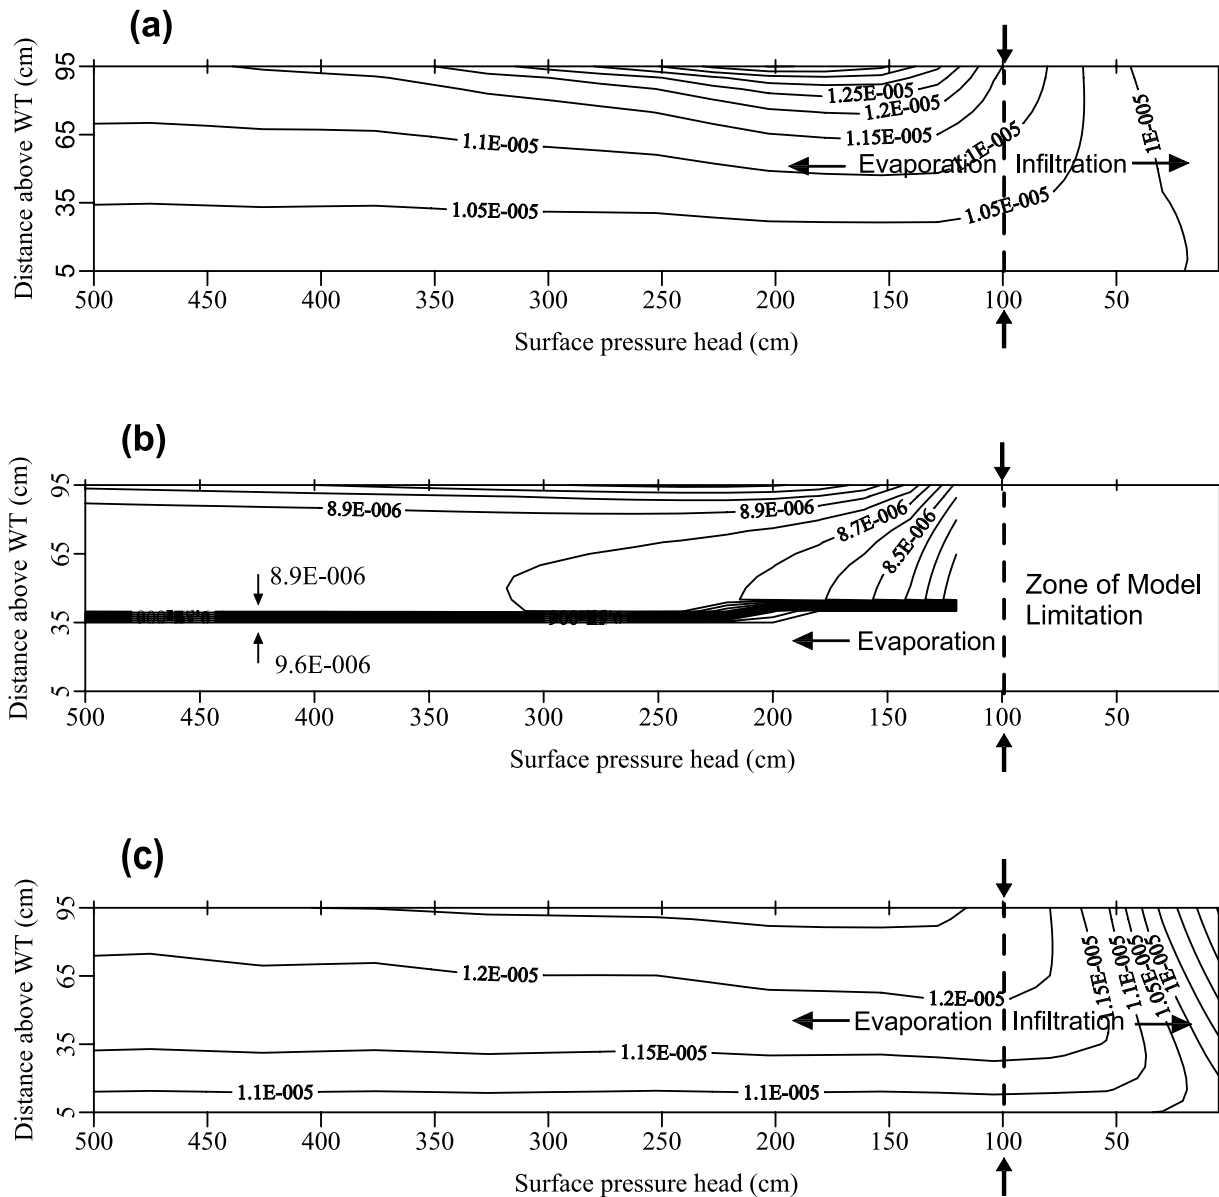 (a)
Distance above WT (cm)
95
65
35
5
1.25E-005
1.2E-005
1.15E-005
1.1E-005
1.1E-005
1E-005
1.05E-005
1.05E-005
Evaporation
Infiltration
500 450 400 350 300 250 200 150 100 50
Surface pressure head (cm)
(b)
Distance above WT (cm)
95
65
35
5
8.9E-006
8.9E-006
8.7E-006
8.5E-006
8.9E-006
9.6E-006
Evaporation
Zone of Model
Limitation
500 450 400 350 300 250 200 150 100 50
Surface pressure head (cm)
(c)
Distance above WT (cm)
95
65
35
5
1.2E-005
1.2E-005
1.15E-005
1.1E-005
1.05E-005
1E-005
Evaporation
Infiltration
1.15E-005
1.1E-005
1.1E-005
500 450 400 350 300 250 200 150 100 50
Surface pressure head (cm)